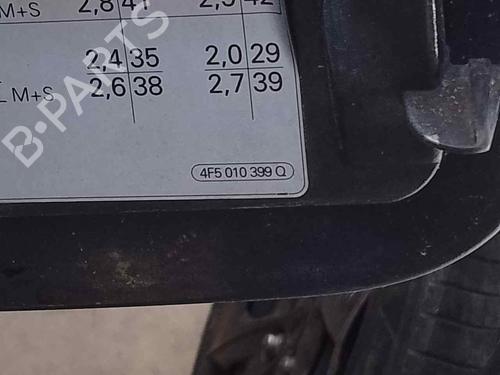 M+S 2,8 41 2,9 42
2,4 35 2,0 29
M+S 2,6 38 2,7 39
4F5 010 399 Q
B-PARTS